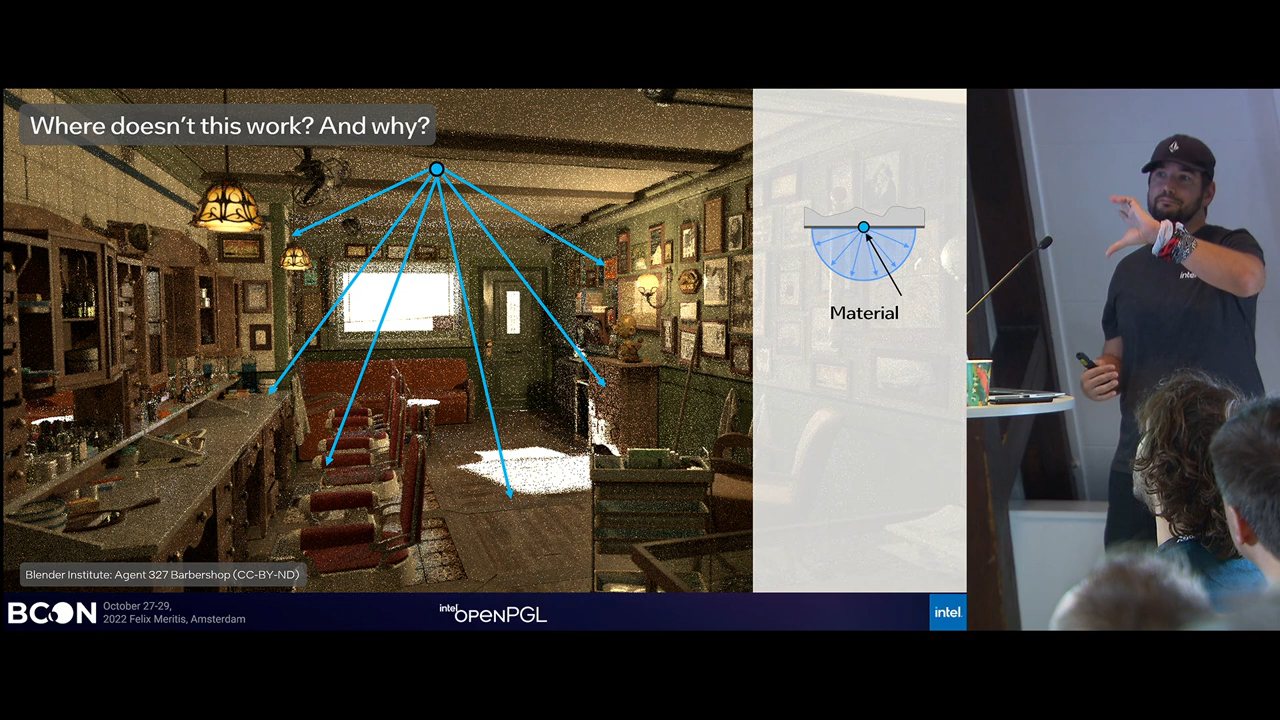 Where doesn't this work? And why?
Material
Blender Institute: Agent 327 Barbershop (CC-BY-ND)
BCON
October 27-29,
2022 Felix Meritis, Amsterdam
intel openPGL
intel.
intel